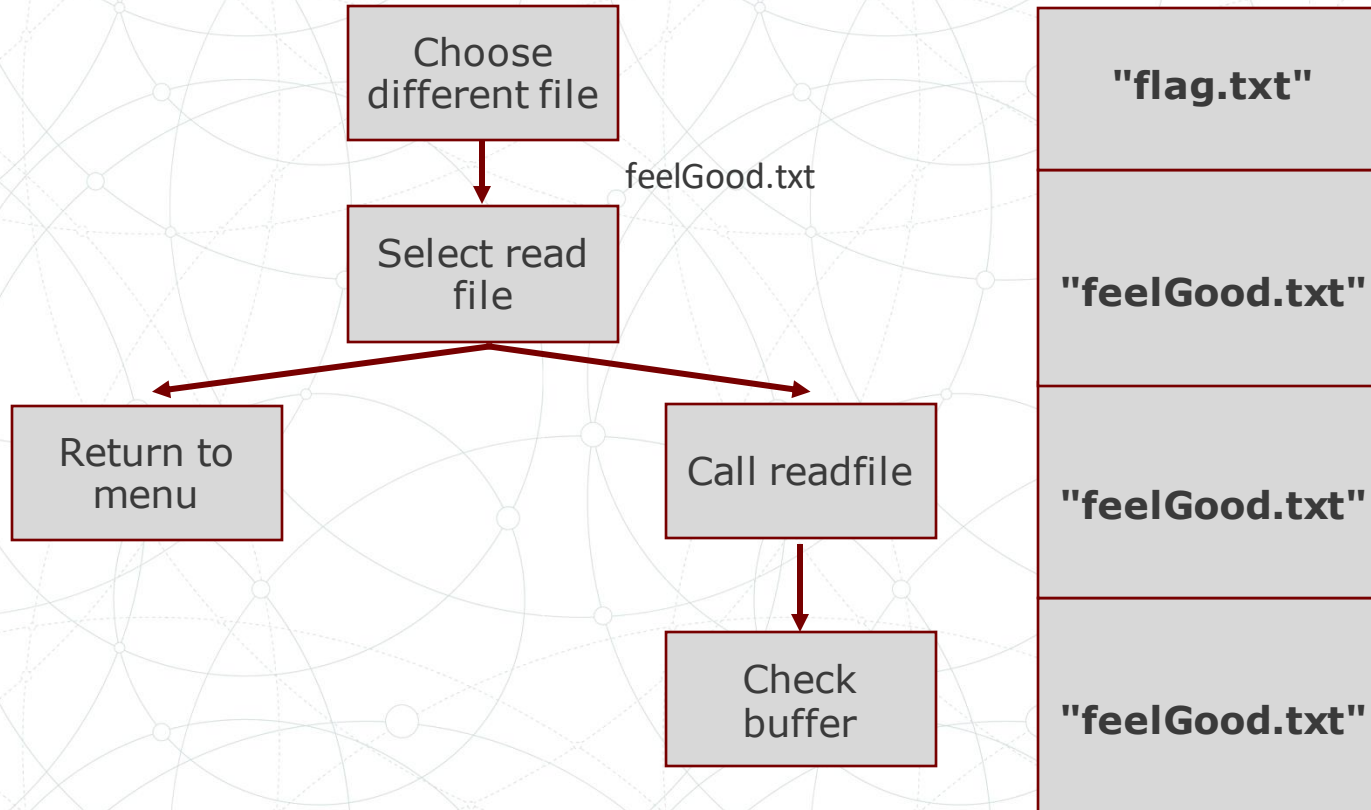 Choose
different file
"flag.txt"
feelGood.txt
Select read
file
"feelGood.txt"
Return to
menu
Call readfile
"feelGood.txt"
Check
buffer
"feelGood.txt"